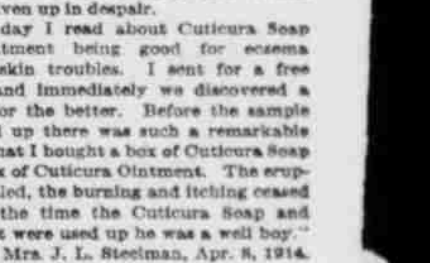 ven up in despair.
day I read about Cuticura Soap
tment being good for eczema
skin troubles. I sent for a free
and immediately we discovered a
or the better. Before the sample
l up there was such a remarkable
hat I bought a box of Cuticura Soap
x of Cuticura Ointment. The erup-
led, the burning and itching ceased
the time the Cuticura Soap and
t were used up he was a well boy."
Mrs. J. L. Steelman, Apr. 8, 1914.